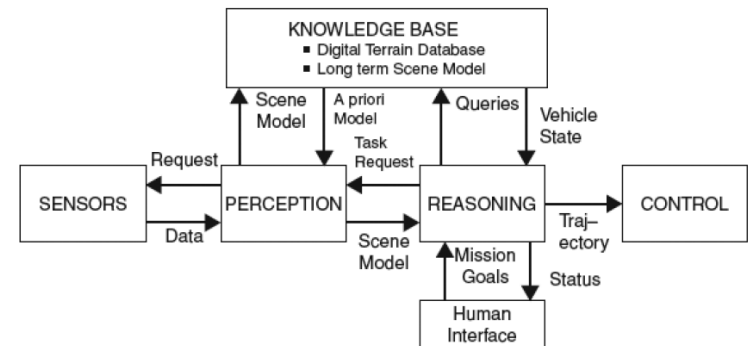 KNOWLEDGE BASE
▪ Digital Terrain Database
▪ Long term Scene Model
Scene
Model
A priori
Model
Queries
Vehicle
State
Request
Task
Request
SENSORS
PERCEPTION
REASONING
CONTROL
Data
Scene
Model
Traj–
ectory
Mission
Goals
Status
Human
Interface